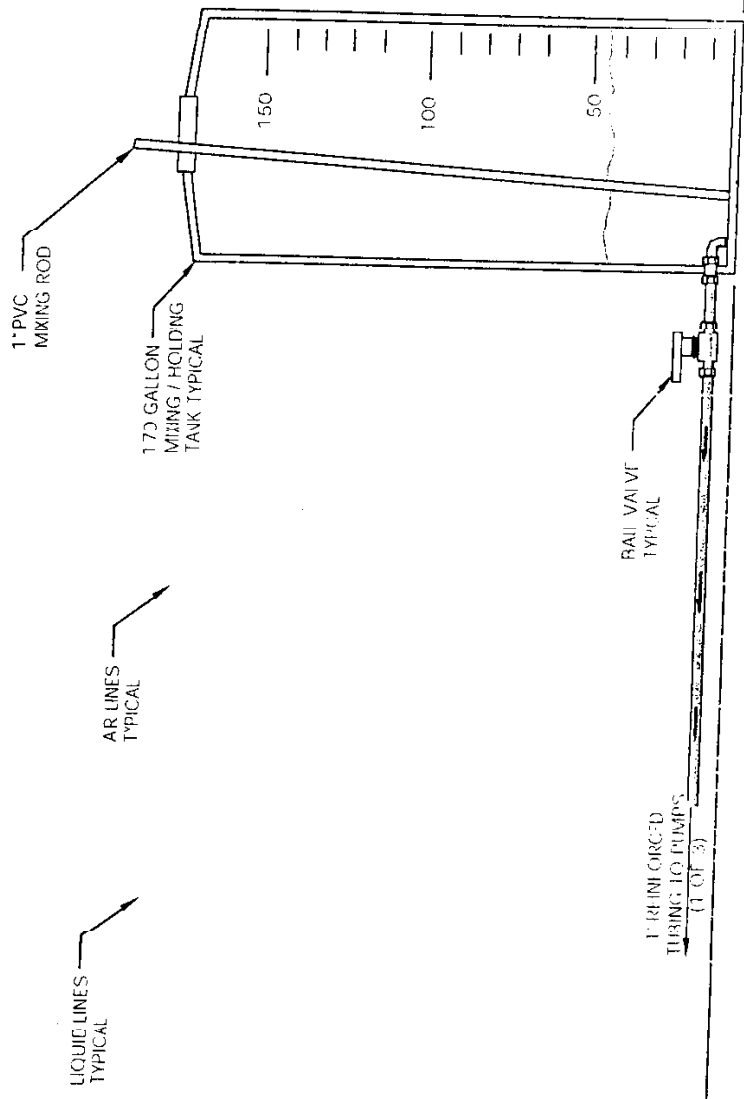 1" PVC
MIXING ROD
170 GALLON
MIXING / HOLDING
TANK TYPICAL
150
100
50
AR LINES
TYPICAL
BALL VALVE
TYPICAL
LIQUID LINES
TYPICAL
1" REINFORCED
TUBING TO PUMPS
(1 OF 3)